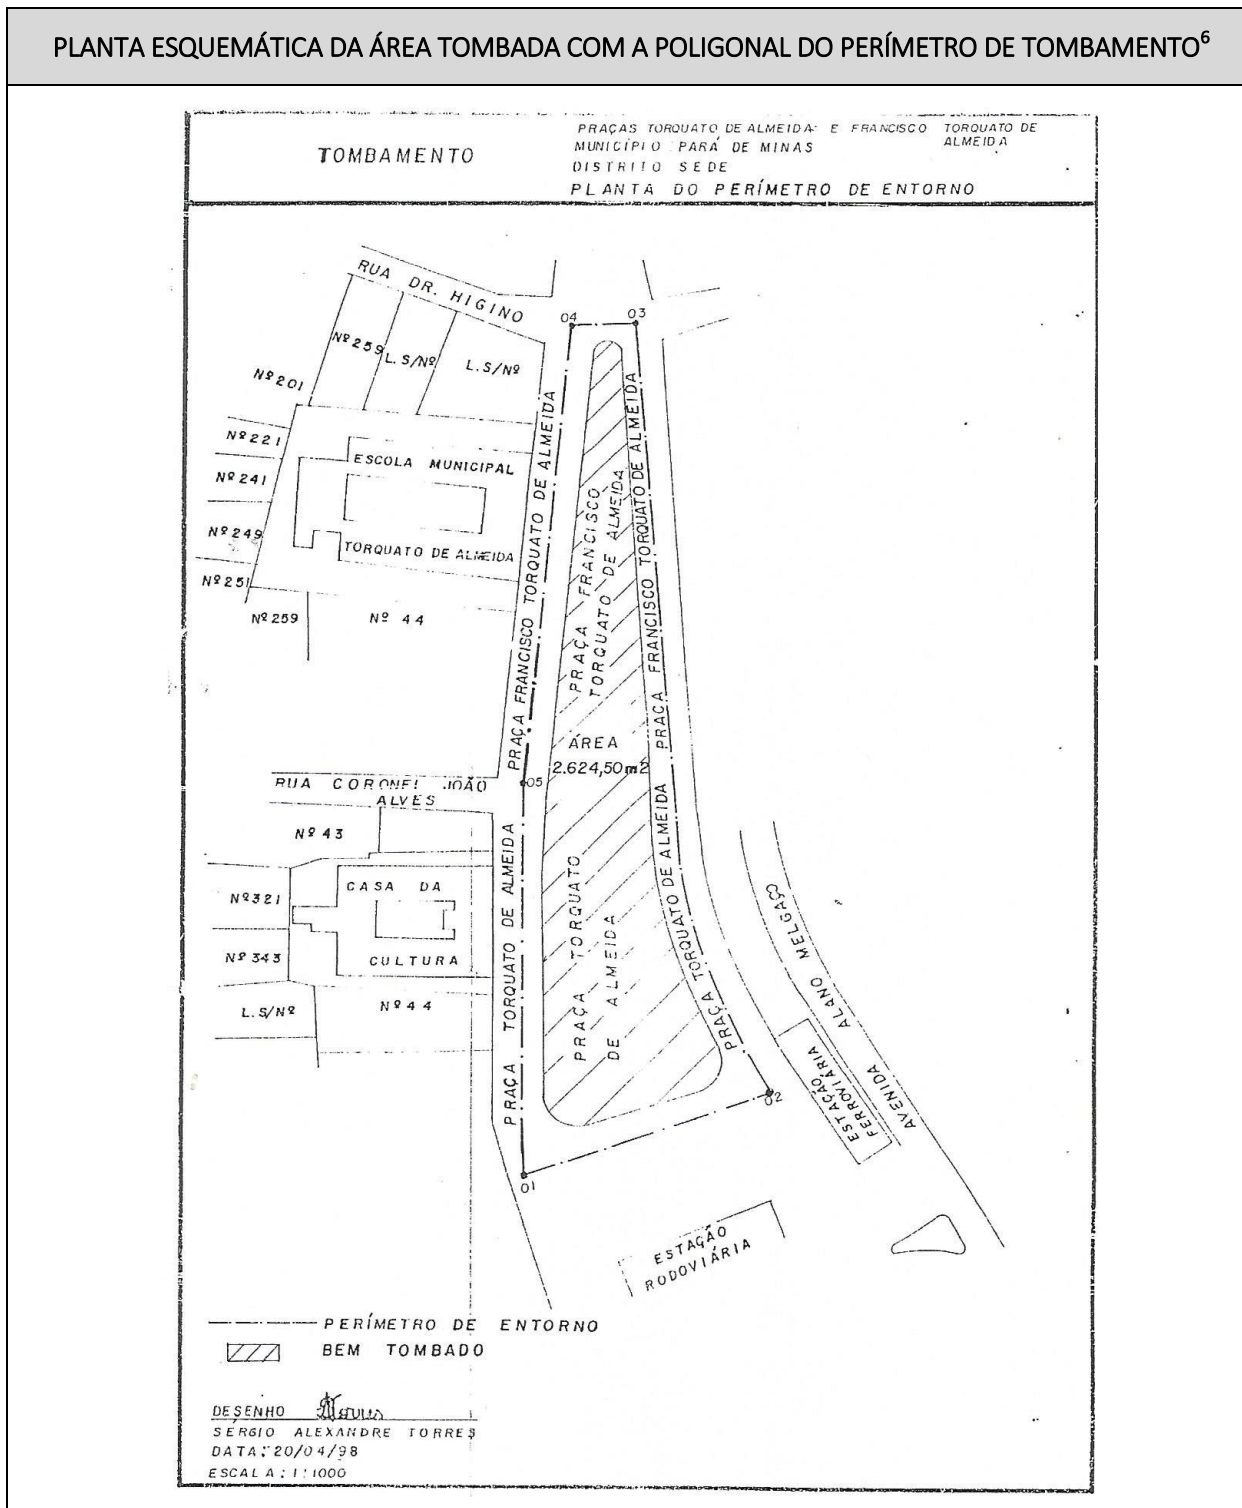 PLANTA ESQUEMÁTICA DA ÁREA TOMBADA COM A POLIGONAL DO PERÍMETRO DE TOMBAMENTO⁶
TOMBAMENTO
PRAÇAS TORQUATO DE ALMEIDA E FRANCISCO TORQUATO DE ALMEIDA
MUNICÍPIO PARÁ DE MINAS
DISTRITO SEDE
PLANTA DO PERÍMETRO DE ENTORNO
RUA DR. HIGINO
04
03
Nº 259
L. S/Nº
L. S/Nº
Nº 201
Nº 221
Nº 241
Nº 249
Nº 251
Nº 259
Nº 44
ESCOLA MUNICIPAL
TORQUATO DE ALMEIDA
PRAÇA FRANCISCO TORQUATO DE ALMEIDA
PRAÇA FRANCISCO
TORQUATO DE ALMEIDA
PRAÇA FRANCISCO TORQUATO DE ALMEIDA
ÁREA
2.624,50m2
05
RUA CORONEL JOÃO
ALVES
Nº 43
Nº 321
CASA DA
CULTURA
Nº 343
L. S/Nº
Nº 44
PRAÇA TORQUATO DE ALMEIDA
PRAÇA TORQUATO
DE ALMEIDA
PRAÇA TORQUATO DE ALMEIDA
AVENIDA ALANO MELGAÇO
ESTAÇÃO
FERROVIÁRIA
02
01
ESTAÇÃO
RODOVIÁRIA
PERÍMETRO DE ENTORNO
BEM TOMBADO
DESENHO
SÉRGIO ALEXANDRE TORRES
DATA: 20/04/98
ESCALA: 1:1000